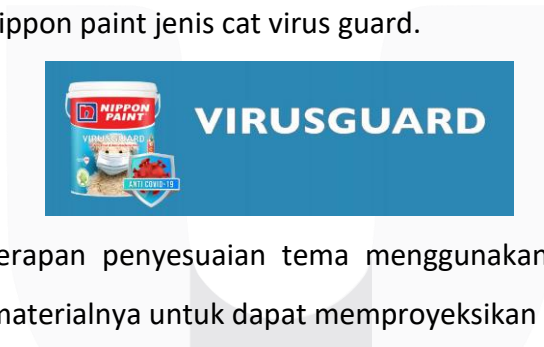 ippon paint jenis cat virus guard.
NIPPON
PAINT
VIRUSGUARD
VIRUSGUARD
ANTI COVID-19
erapan penyesuaian tema menggunakan
materialnya untuk dapat memproyeksikan